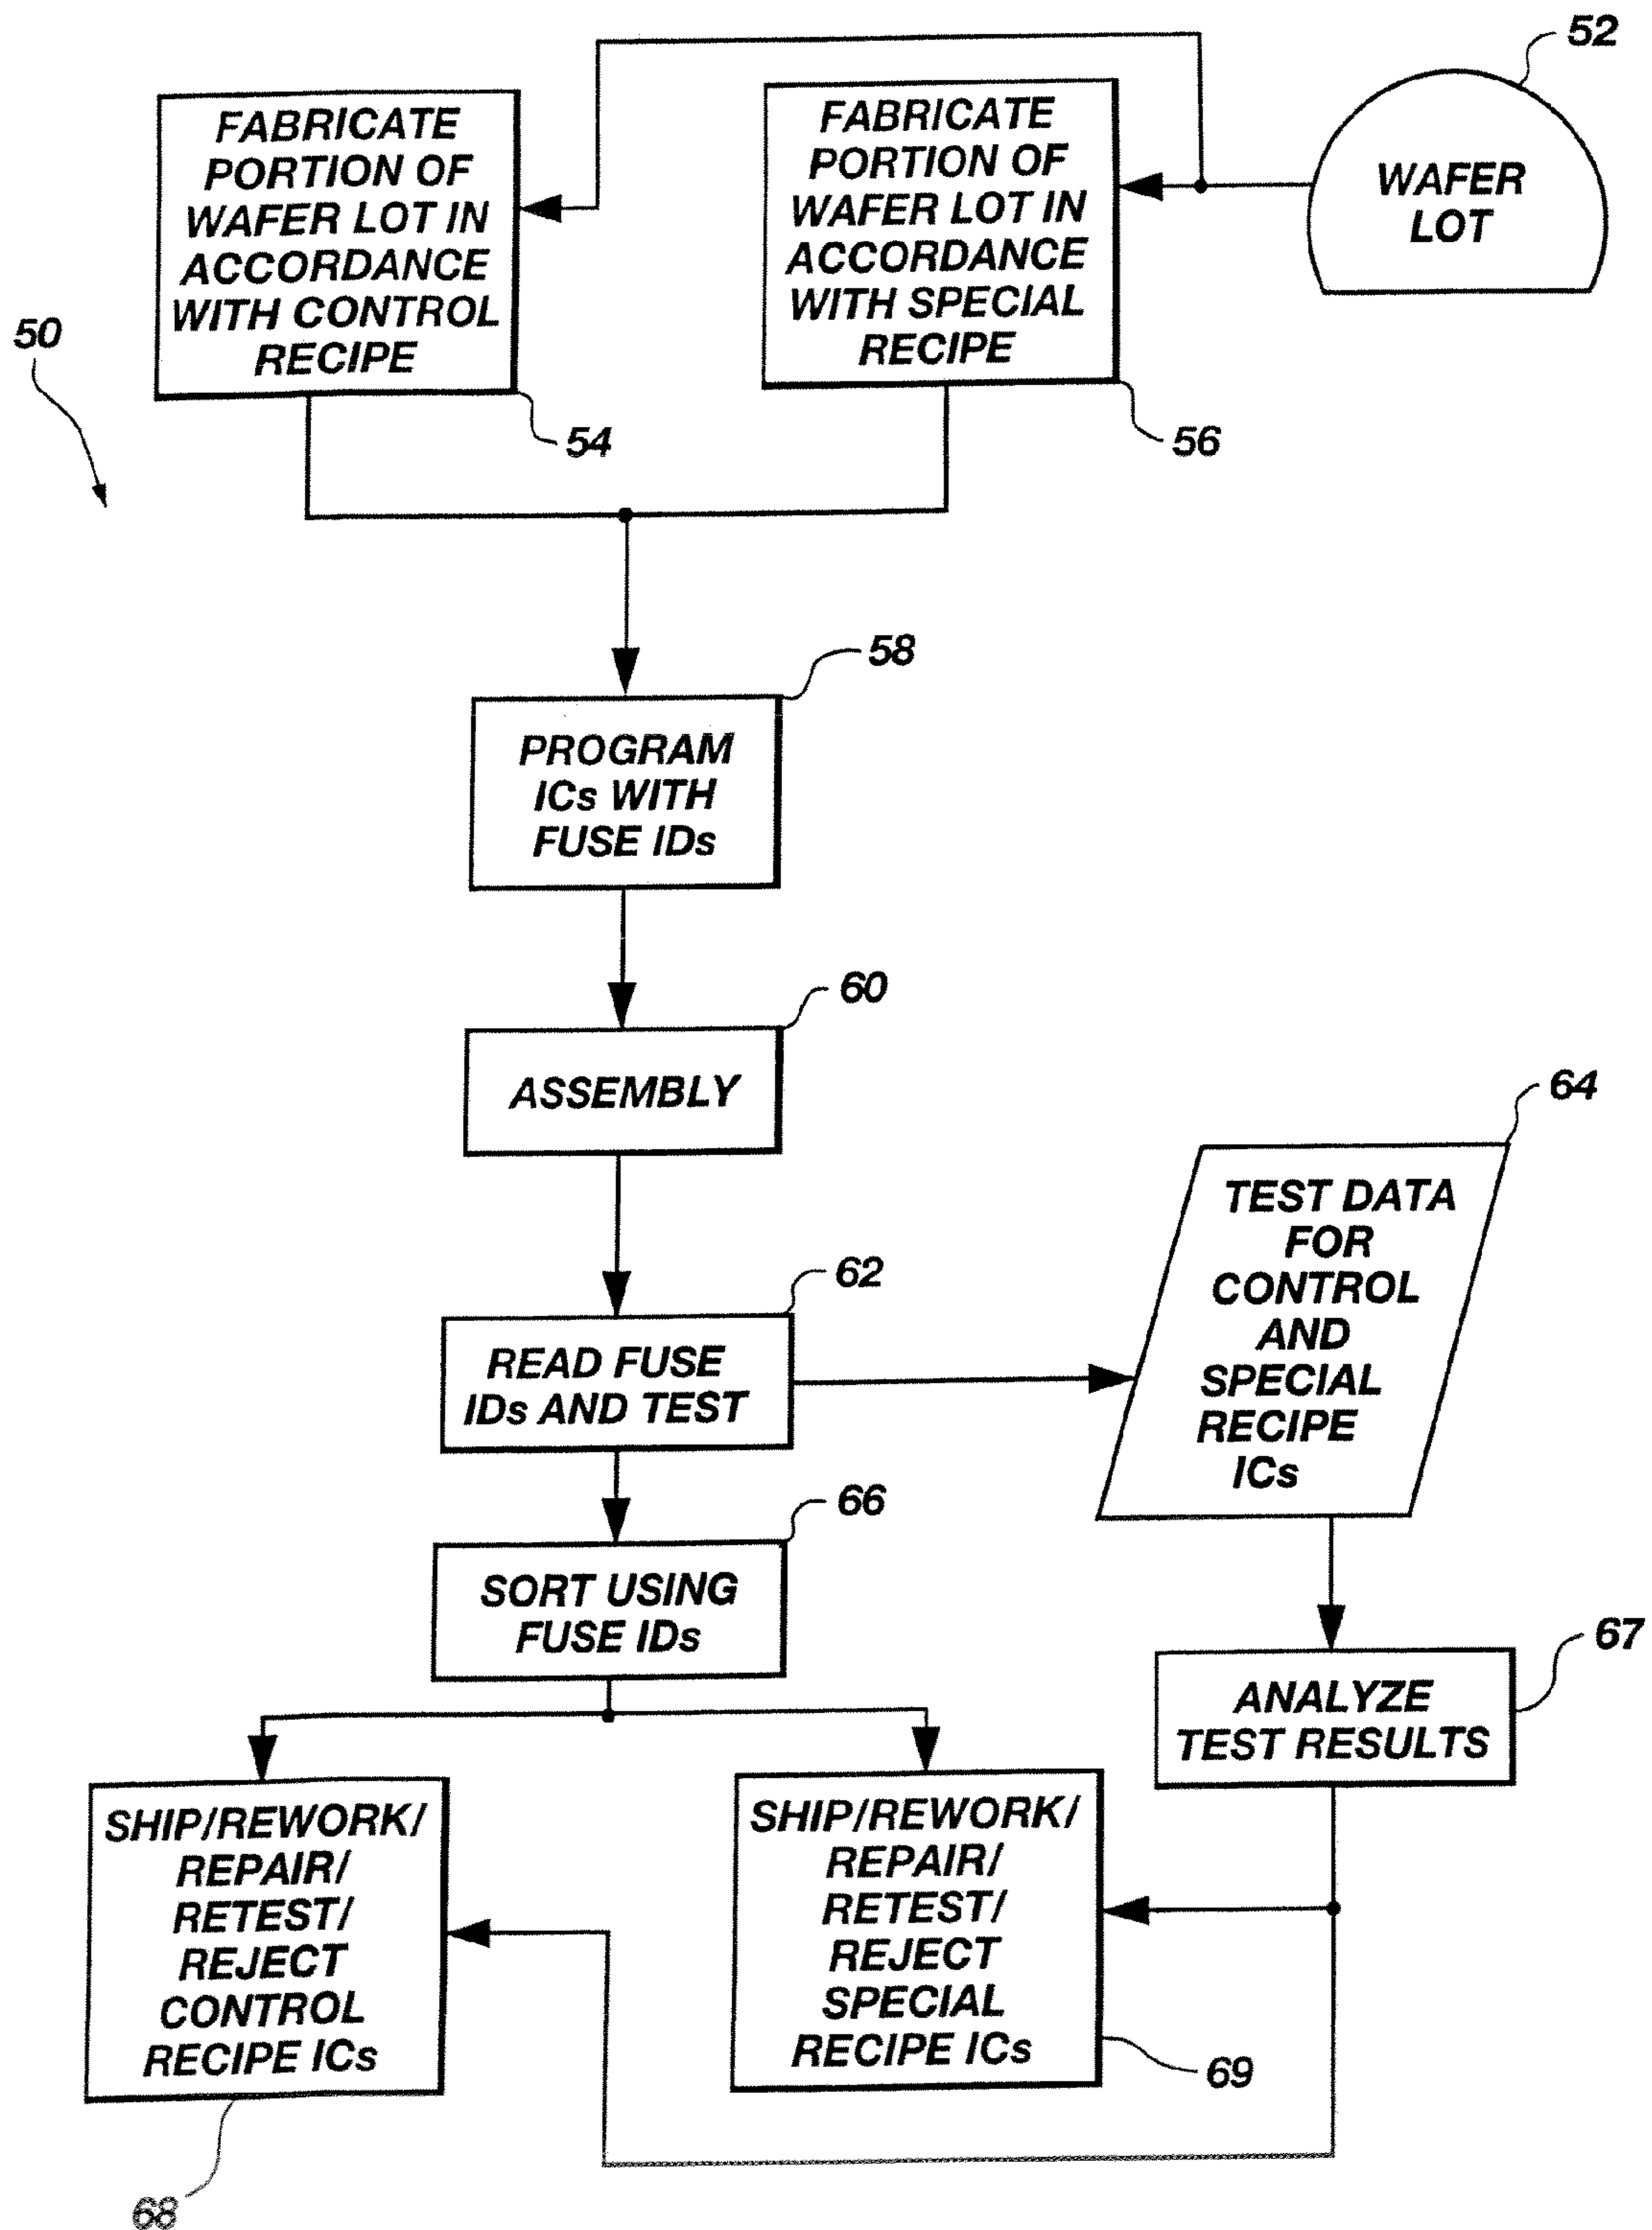 52
FABRICATE
PORTION OF
WAFER LOT IN
ACCORDANCE
WITH CONTROL
RECIPE
FABRICATE
PORTION OF
WAFER LOT IN
ACCORDANCE
WITH SPECIAL
RECIPE
WAFER
LOT
50
54
56
58
PROGRAM
ICs WITH
FUSE IDs
60
ASSEMBLY
64
TEST DATA
FOR
CONTROL
AND
SPECIAL
RECIPE
ICs
62
READ FUSE
IDs AND TEST
66
SORT USING
FUSE IDs
67
ANALYZE
TEST RESULTS
SHIP/REWORK/
REPAIR/
RETEST/
REJECT
CONTROL
RECIPE ICs
SHIP/REWORK/
REPAIR/
RETEST/
REJECT
SPECIAL
RECIPE ICs
69
68